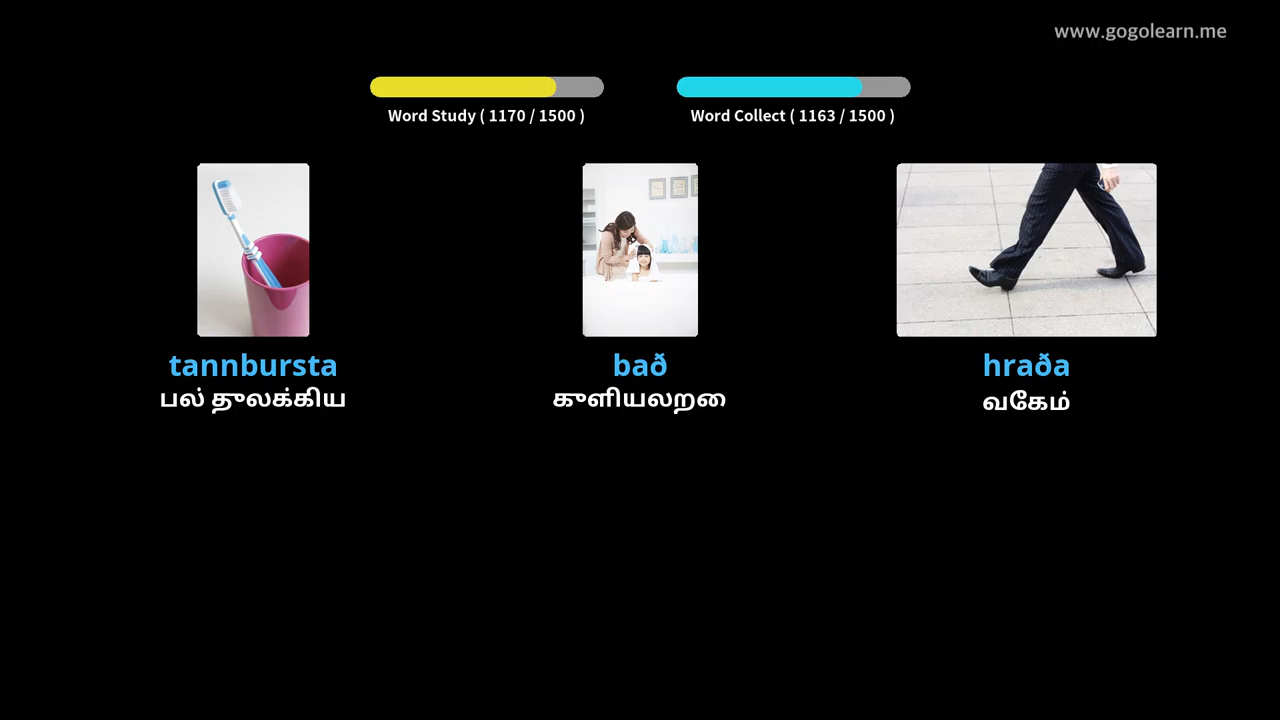 www.gogolearn.me
Word Study ( 1170 / 1500 )
Word Collect ( 1163 / 1500 )
tannbursta
பல் துலக்கிய
bað
குளியலறை
hraða
வேகம்